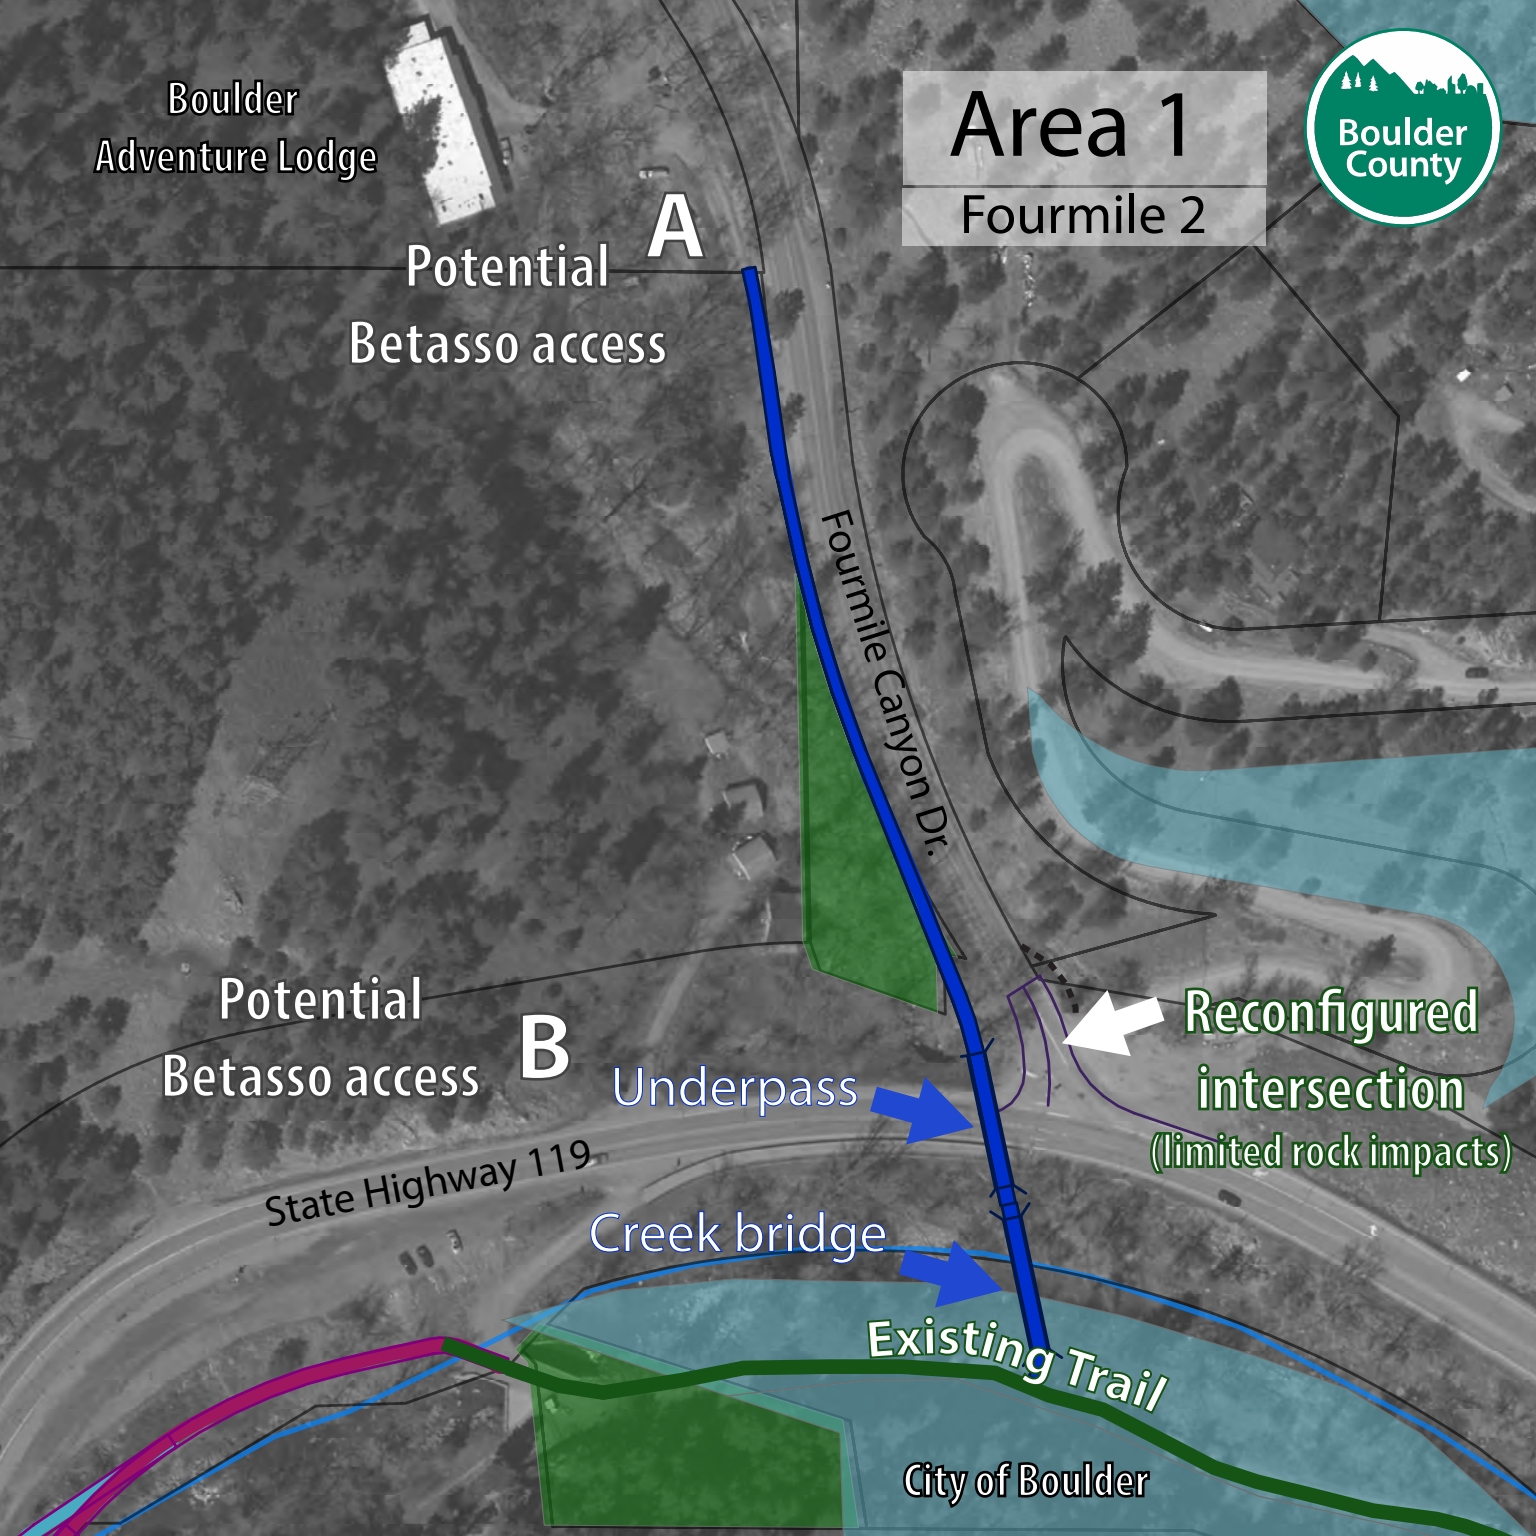 Boulder
Adventure Lodge
Area 1
Fourmile 2
Boulder
County
A
Potential
Betasso access
Fourmile Canyon Dr.
Potential
Betasso access
B
Reconfigured
intersection
(limited rock impacts)
Underpass
State Highway 119
Creek bridge
Existing Trail
City of Boulder